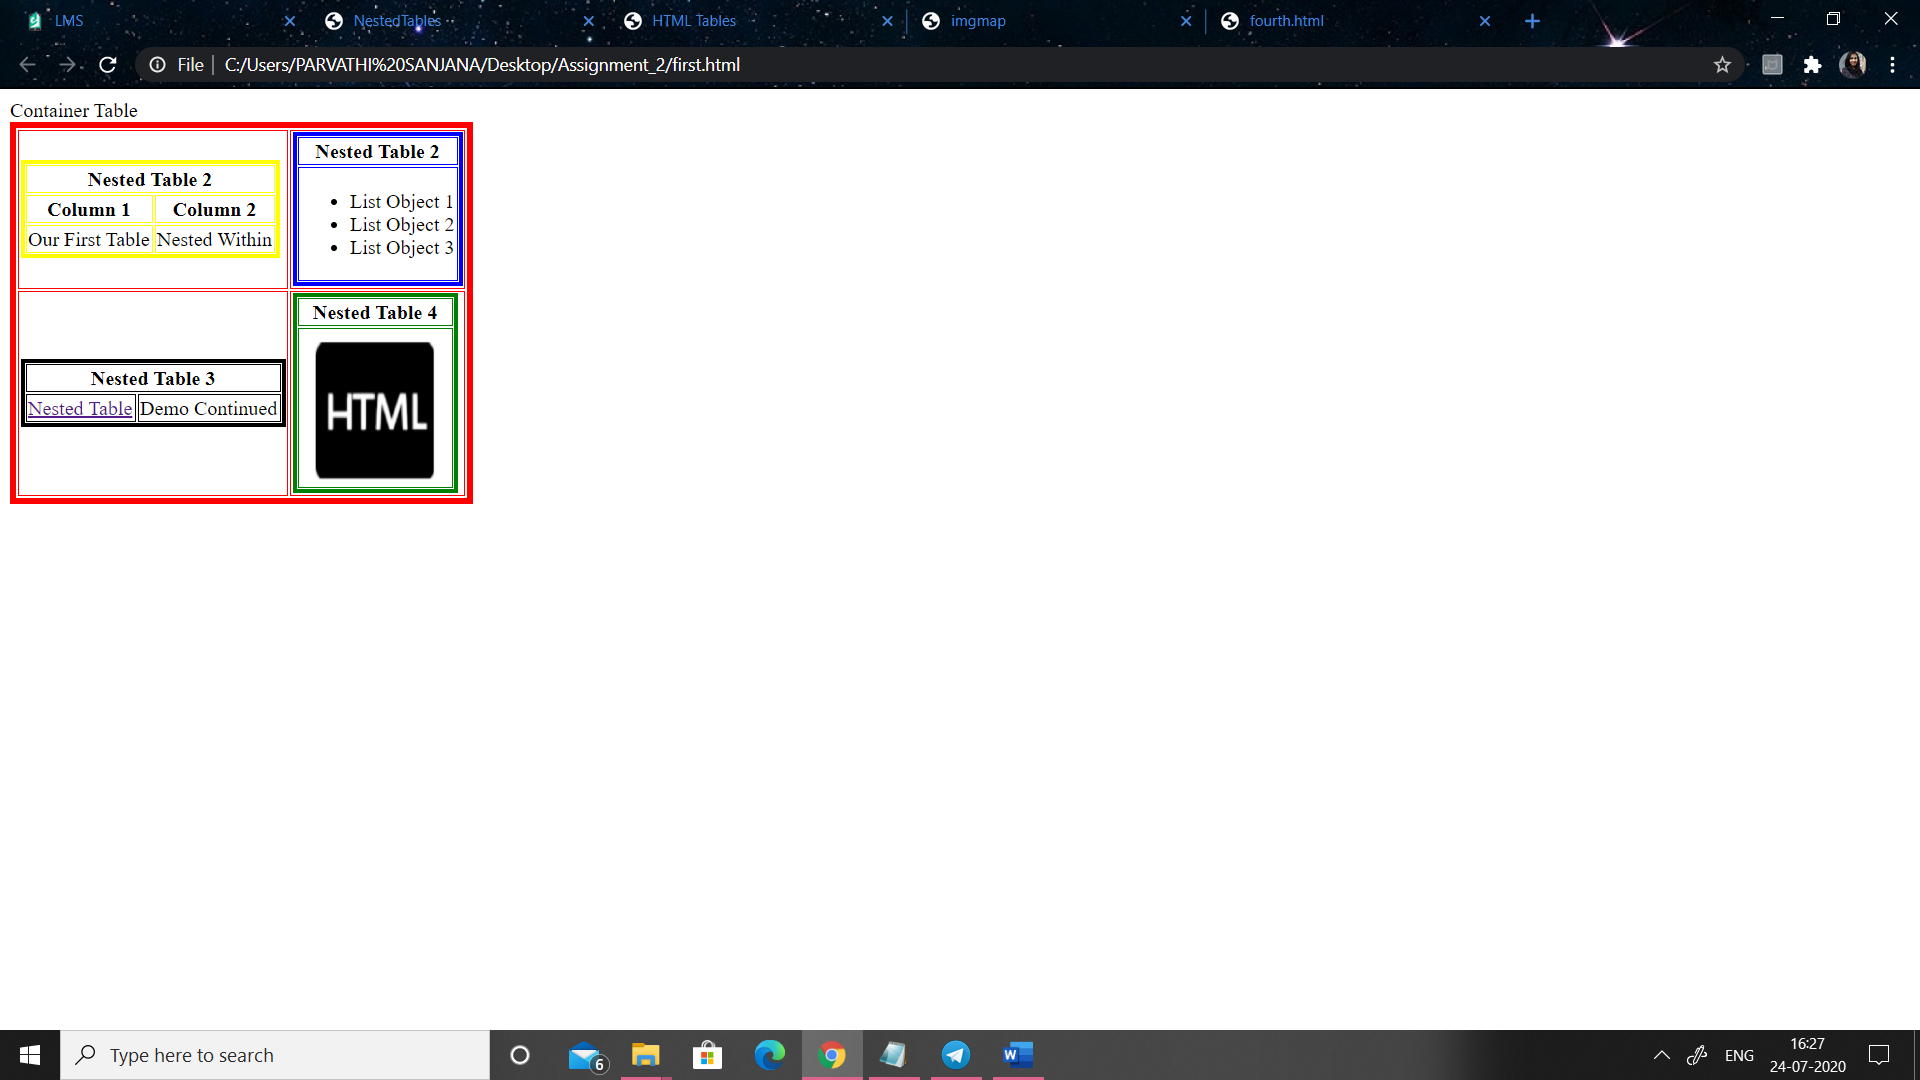 LMS
NestedTables
HTML Tables
imgmap
fourth.html
File
C:/Users/PARVATHI%20SANJANA/Desktop/Assignment_2/first.html
Container Table
Nested Table 2
Column 1 Column 2
Our First Table Nested Within
Nested Table 2
List Object 1
List Object 2
List Object 3
Nested Table 3
Nested Table Demo Continued
Nested Table 4
HTML
Type here to search
6
W
ENG
16:27
24-07-2020